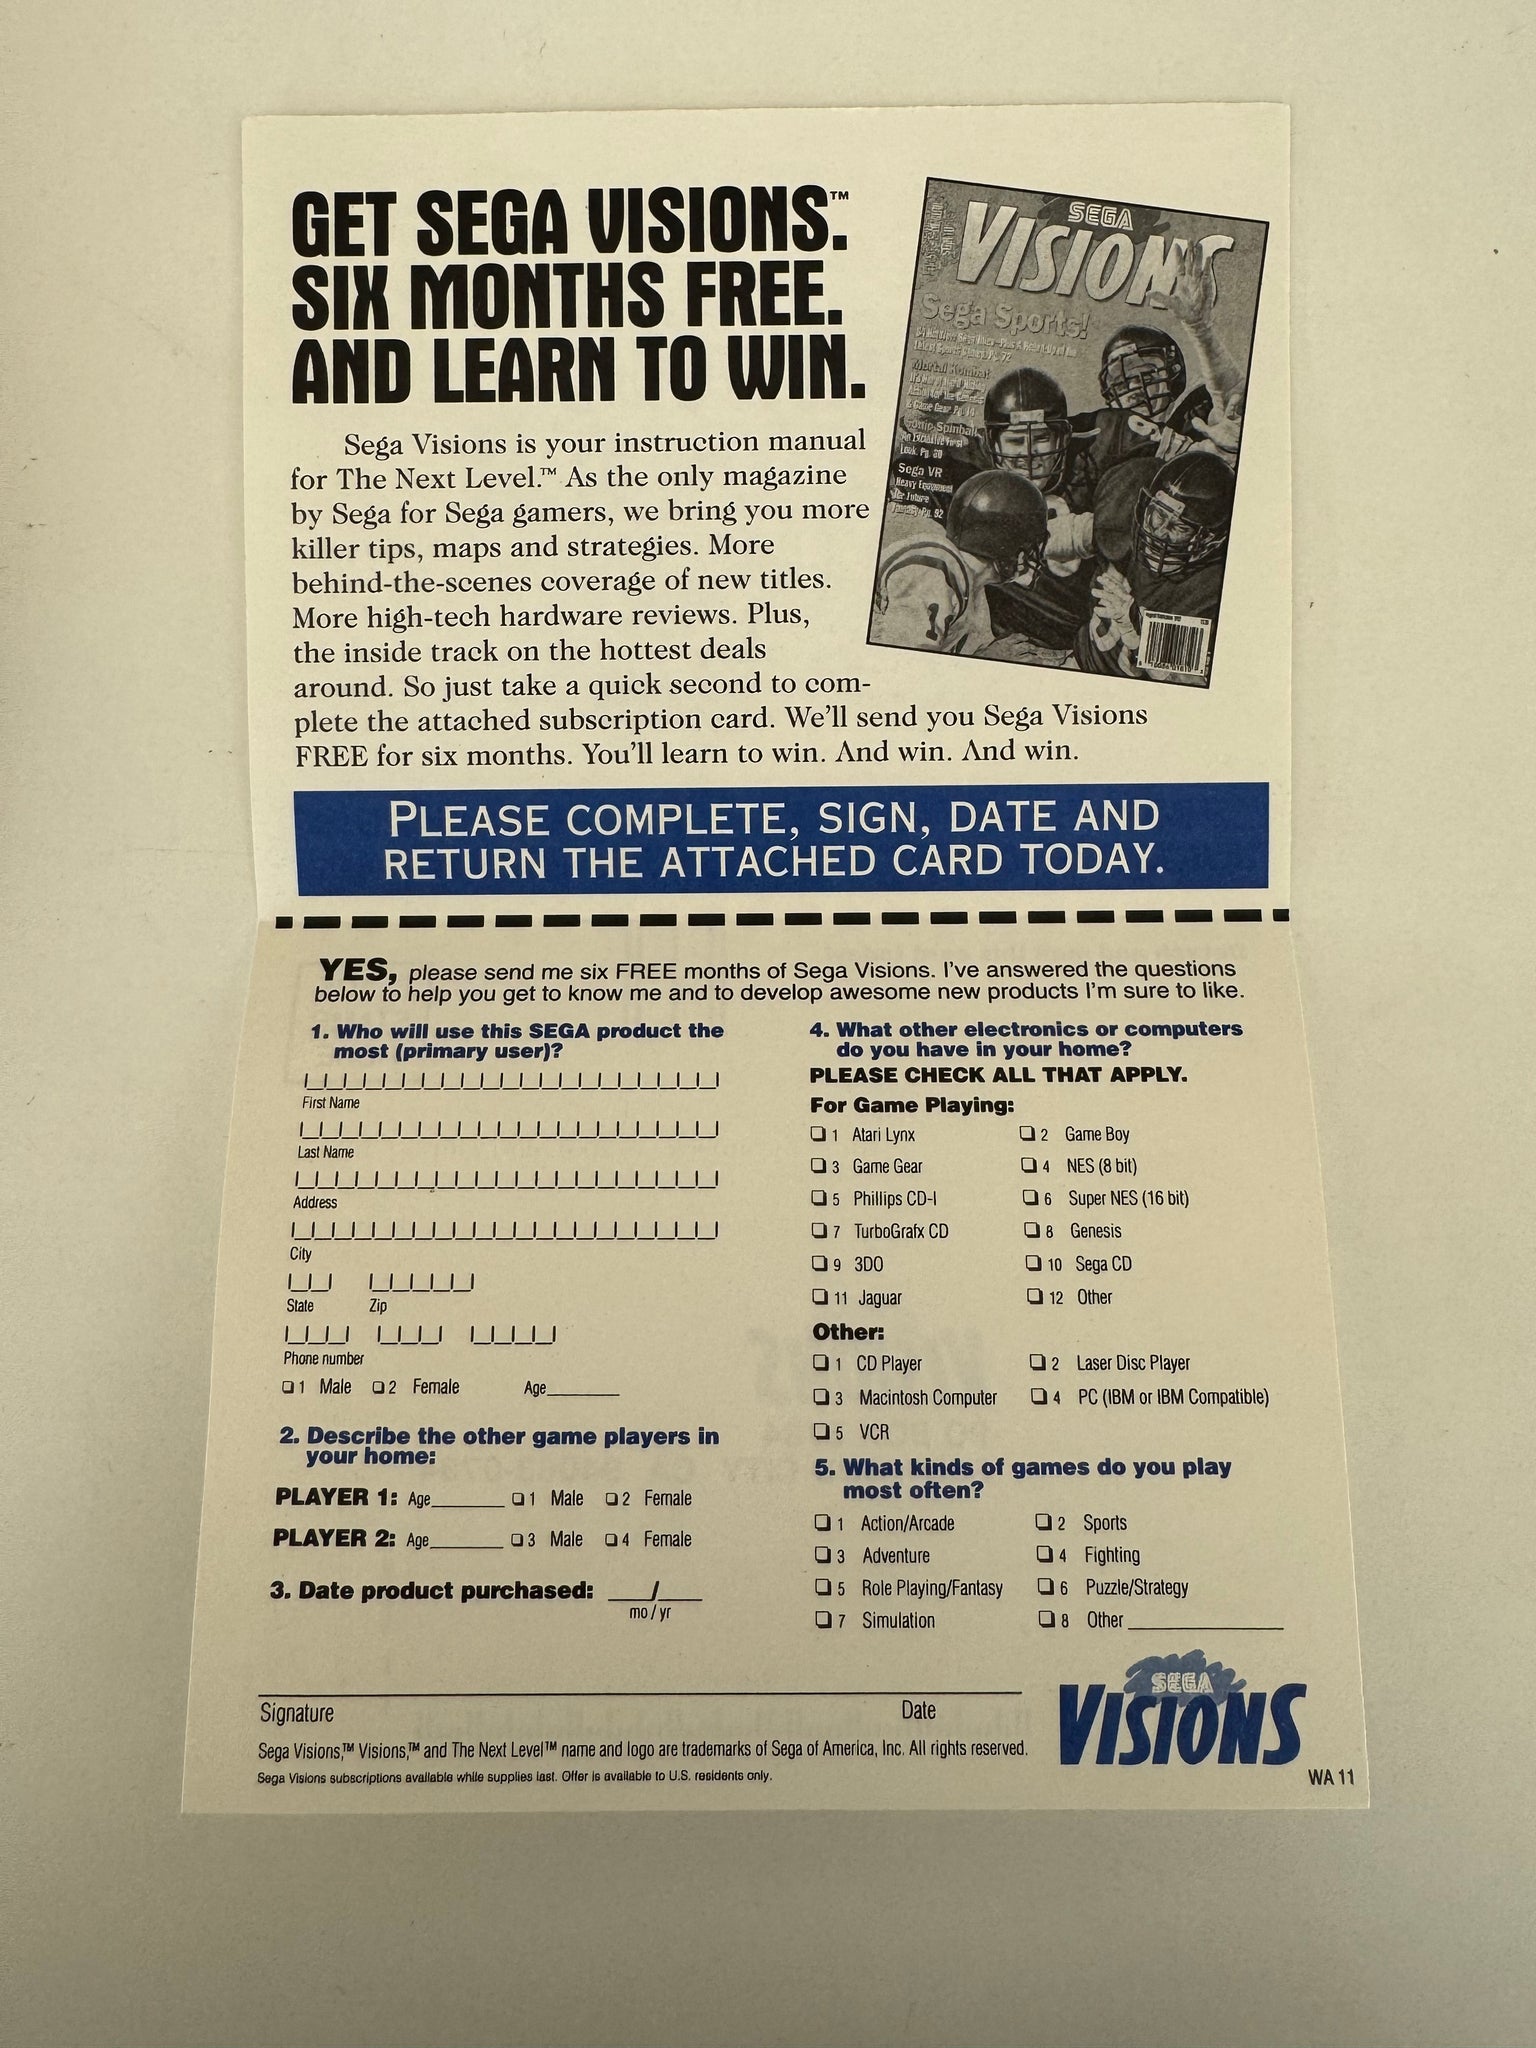 GET SEGA VISIONS.™
SIX MONTHS FREE.
AND LEARN TO WIN.
Sega Visions is your instruction manual
for The Next Level.™ As the only magazine
by Sega for Sega gamers, we bring you more
killer tips, maps and strategies. More
behind-the-scenes coverage of new titles.
More high-tech hardware reviews. Plus,
the inside track on the hottest deals
around. So just take a quick second to com-
plete the attached subscription card. We'll send you Sega Visions
FREE for six months. You'll learn to win. And win. And win.
SEGA
VISIONS
Sega Sports!
Mortal Kombat
& Game Gear Pg. 14
Sonic Spinball
An Exclusive First
Look. Pg. 80
Sega VR
Heavy Equipment
for Future
Fantasy Pg. 92
PLEASE COMPLETE, SIGN, DATE AND
RETURN THE ATTACHED CARD TODAY.
YES, please send me six FREE months of Sega Visions. I've answered the questions
below to help you get to know me and to develop awesome new products I'm sure to like.
1. Who will use this SEGA product the
most (primary user)?
First Name
Last Name
Address
City
State Zip
Phone number
1 Male 2 Female Age
2. Describe the other game players in
your home:
PLAYER 1: Age 1 Male 2 Female
PLAYER 2: Age 3 Male 4 Female
3. Date product purchased: /
mo / yr
4. What other electronics or computers
do you have in your home?
PLEASE CHECK ALL THAT APPLY.
For Game Playing:
1 Atari Lynx 2 Game Boy
3 Game Gear 4 NES (8 bit)
5 Phillips CD-I 6 Super NES (16 bit)
7 TurboGrafx CD 8 Genesis
9 3DO 10 Sega CD
11 Jaguar 12 Other
Other:
1 CD Player 2 Laser Disc Player
3 Macintosh Computer 4 PC (IBM or IBM Compatible)
5 VCR
5. What kinds of games do you play
most often?
1 Action/Arcade 2 Sports
3 Adventure 4 Fighting
5 Role Playing/Fantasy 6 Puzzle/Strategy
7 Simulation 8 Other
Signature Date
Sega Visions,™ Visions,™ and The Next Level™ name and logo are trademarks of Sega of America, Inc. All rights reserved.
Sega Visions subscriptions available while supplies last. Offer is available to U.S. residents only.
SEGA
VISIONS
WA 11